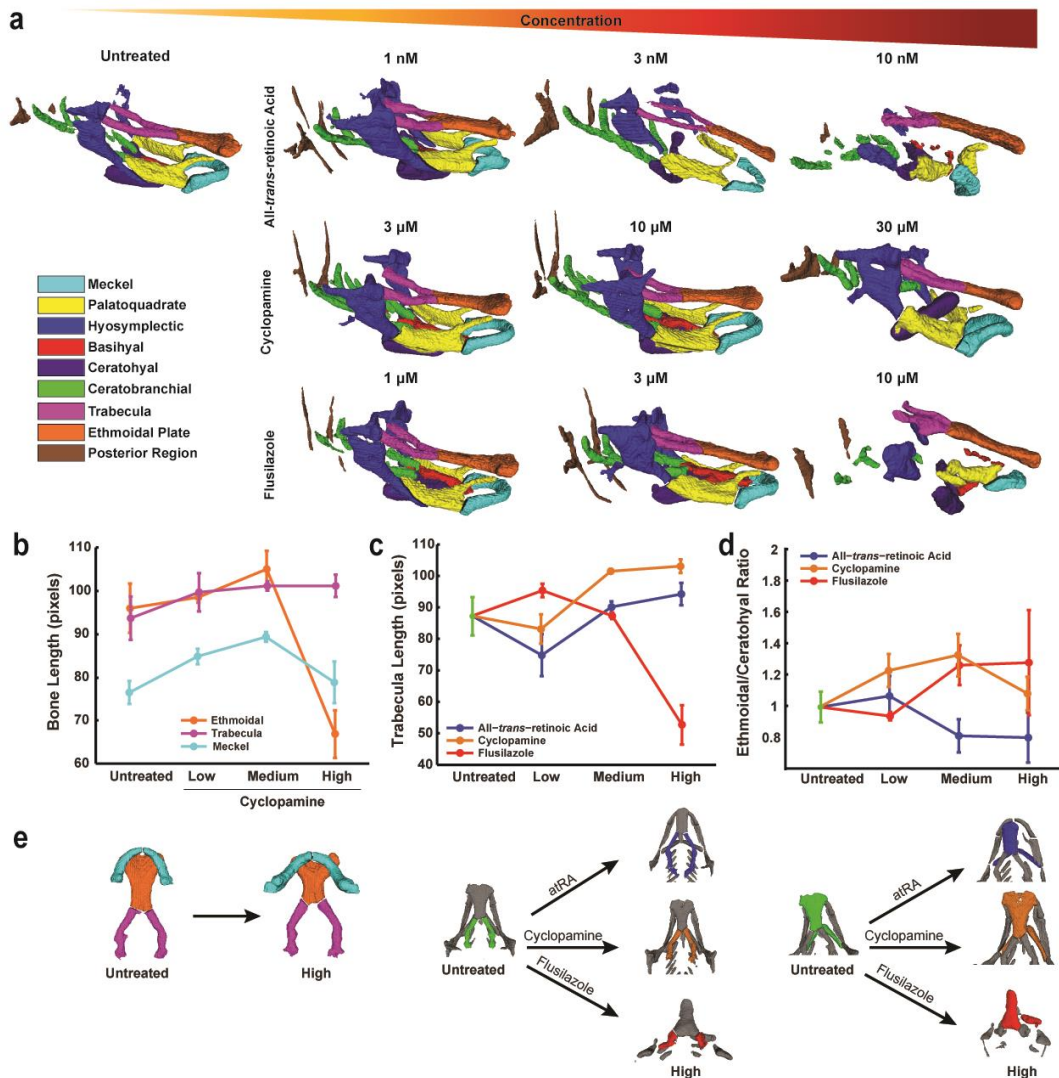 a
Concentration
Untreated
1 nM
3 nM
10 nM
All-trans-retinoic Acid
3 µM
10 µM
30 µM
Cyclopamine
1 µM
3 µM
10 µM
Flusilazole
Meckel
Palatoquadrate
Hyosymplectic
Basihyal
Ceratohyal
Ceratobranchial
Trabecula
Ethmoidal Plate
Posterior Region
b
Bone Length (pixels)
110
100
90
80
70
60
Ethmoidal
Trabecula
Meckel
Untreated Low Medium High
Cyclopamine
c
Trabecula Length (pixels)
110
100
90
80
70
60
50
40
All-trans-retinoic Acid
Cyclopamine
Flusilazole
Untreated Low Medium High
d
Ethmoidal/Ceratohyal Ratio
2
1.8
1.6
1.4
1.2
1
0.8
All-trans-retinoic Acid
Cyclopamine
Flusilazole
Untreated Low Medium High
e
Untreated
High
Untreated
atRA
Cyclopamine
Flusilazole
High
Untreated
atRA
Cyclopamine
Flusilazole
High